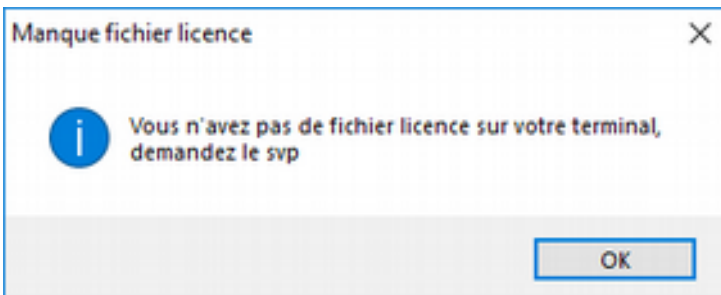 Manque fichier licence
Vous n'avez pas de fichier licence sur votre terminal,
demandez le svp
OK